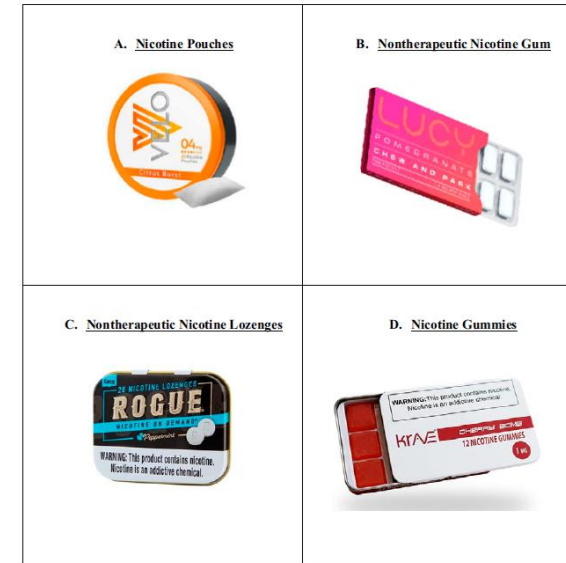 A. Nicotine Pouches
VELO
04mg
Citrus Burst
B. Nontherapeutic Nicotine Gum
LUCY
POMEGRANATE
CHEW AND PARK
C. Nontherapeutic Nicotine Lozenges
20 NICOTINE LOZENGES
ROGUE
NICOTINE ON DEMAND
Peppermint
WARNING: This product contains nicotine.
Nicotine is an addictive chemical.
D. Nicotine Gummies
WARNING: This product contains nicotine.
Nicotine is an addictive chemical
KRAVE
CHERRY BOMB
12 NICOTINE GUMMIES
1 MG